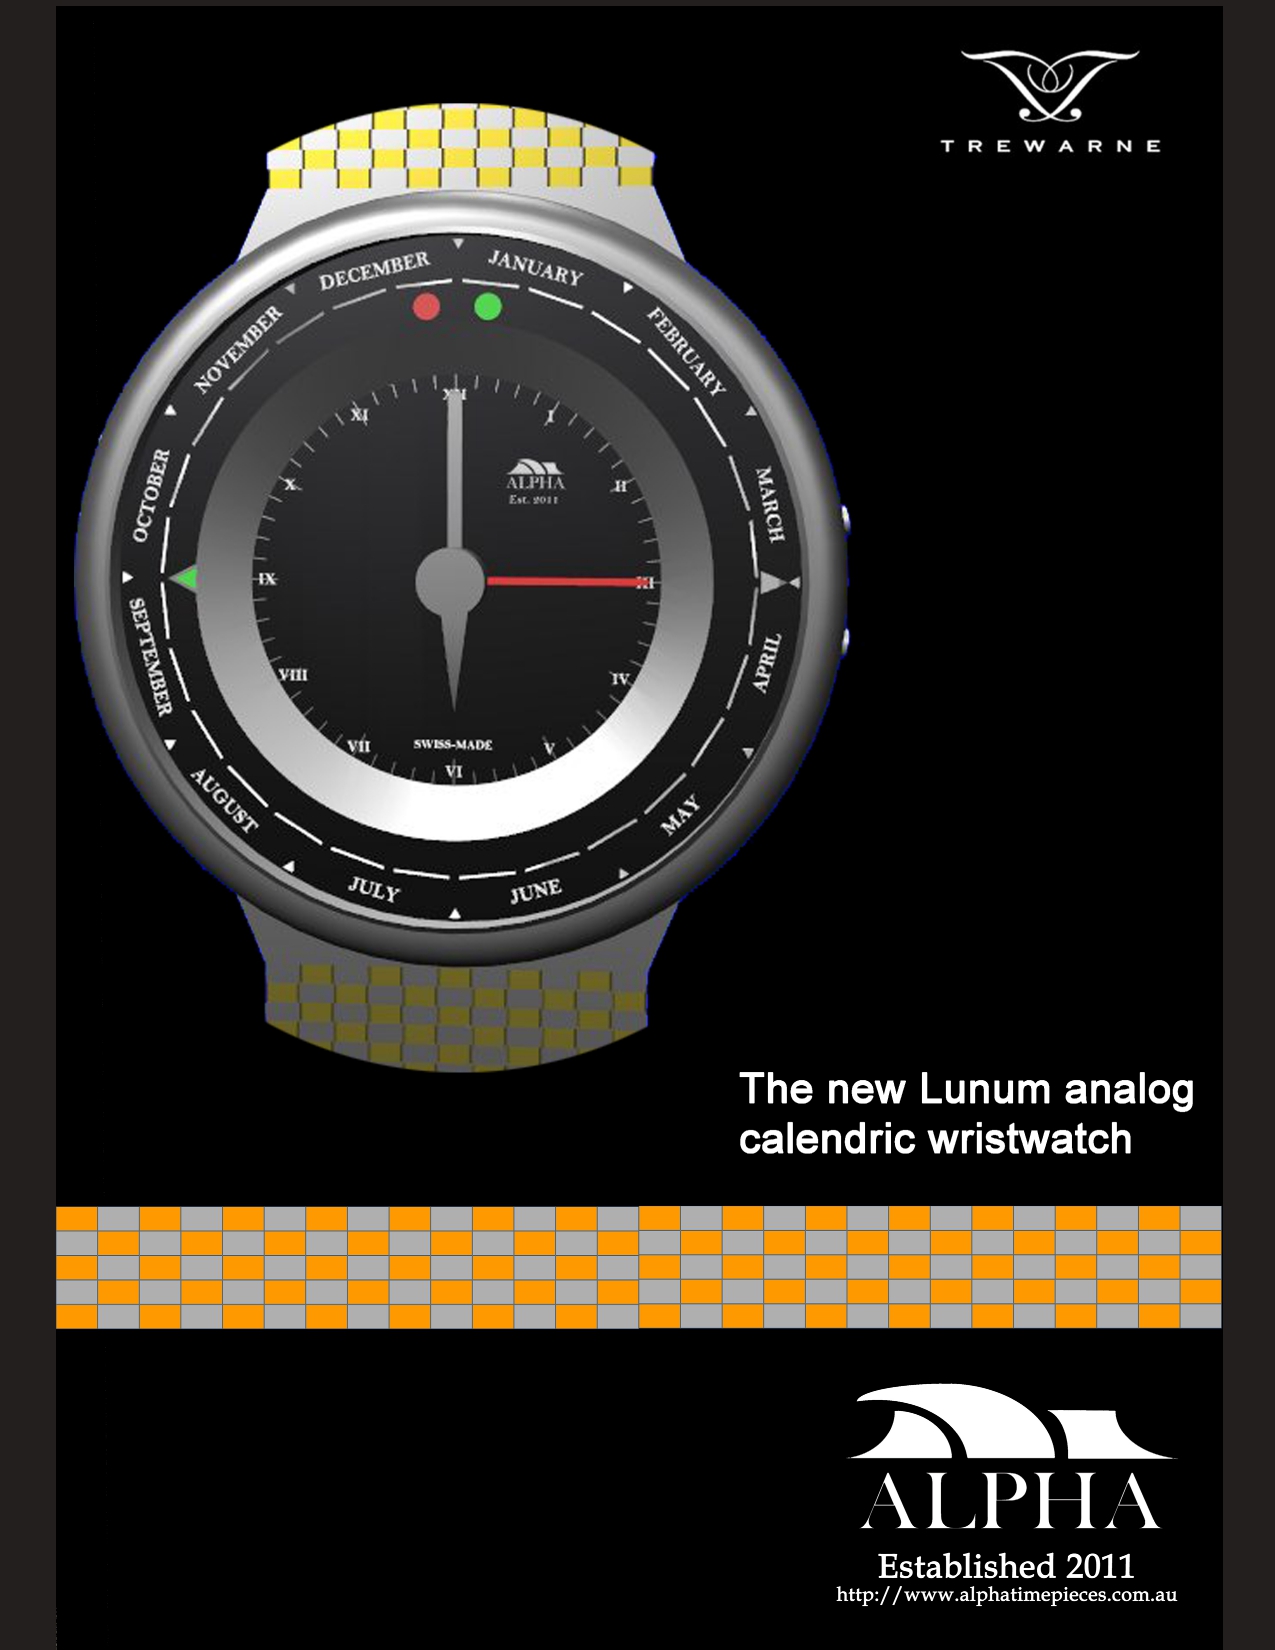 TREWARNE
DECEMBER
JANUARY
NOVEMBER
FEBRUARY
OCTOBER
MARCH
SEPTEMBER
APRIL
AUGUST
MAY
JULY
JUNE
XII
XI
I
X
II
ALPHA
Est. 2011
IX
III
VIII
IV
VII
SWISS-MADE
V
VI
The new Lunum analog
calendric wristwatch
ALPHA
Established 2011
http://www.alphatimepieces.com.au